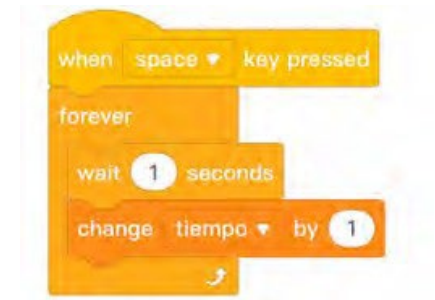 when space key pressed
forever
wait 1 seconds
change tiempo by 1